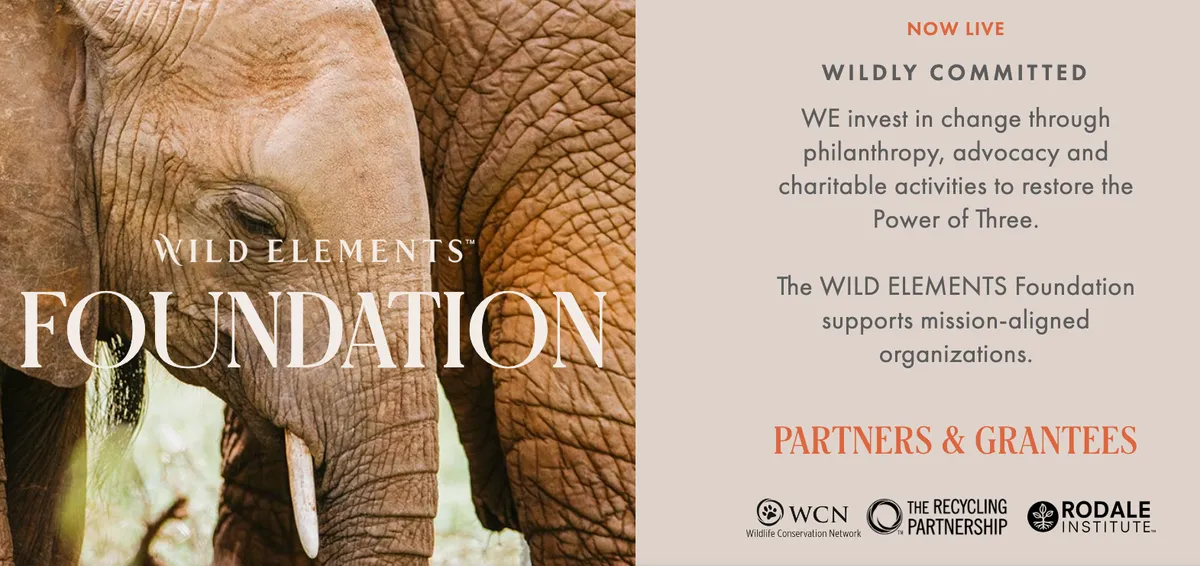 WILD ELEMENTS™
FOUNDATION
NOW LIVE
WILDLY COMMITTED
WE invest in change through
philanthropy, advocacy and
charitable activities to restore the
Power of Three.
The WILD ELEMENTS Foundation
supports mission-aligned
organizations.
PARTNERS & GRANTEES
WCN
Wildlife Conservation Network
THE RECYCLING
PARTNERSHIP
TM
RODALE
INSTITUTE™